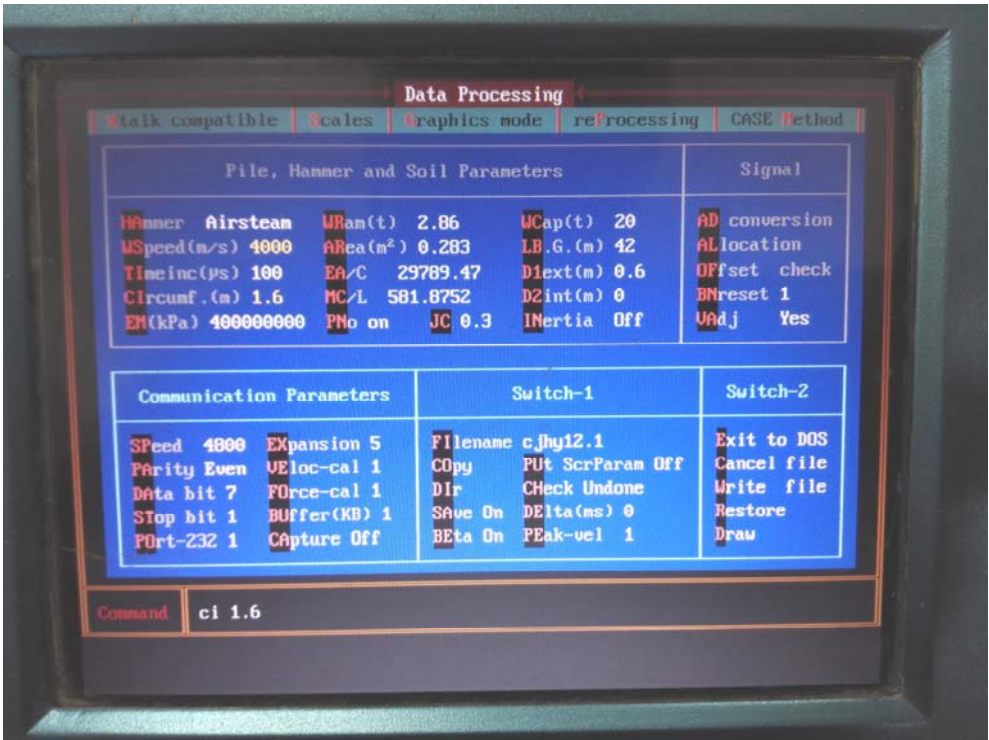 Data Processing
Xtalk compatible Scales Graphics mode reProcessing CASE Method
Pile, Hammer and Soil Parameters Signal
HAmmer Airsteam WRam(t) 2.86 WCap(t) 20 AD conversion
WSpeed(m/s) 4000 ARea(m²) 0.283 LB.G.(m) 42 ALlocation
TImeinc(µs) 100 EA/C 29789.47 D1ext(m) 0.6 OFfset check
CIrcumf.(m) 1.6 MC/L 581.8752 D2int(m) 0 BNreset 1
EM(kPa) 400000000 PNo on JC 0.3 INertia Off VAdj Yes
Communication Parameters Switch-1 Switch-2
SPeed 4800 EXpansion 5 FIlename cjhy12.1 Exit to DOS
PArity Even VEloc-cal 1 COpy PUt ScrParam Off Cancel file
DAta bit 7 FOrce-cal 1 DIr CHeck Undone Write file
STop bit 1 BUffer(KB) 1 SAve On DElta(ms) 0 Restore
POrt-232 1 CApture Off BEta On PEak-vel 1 Draw
Command ci 1.6